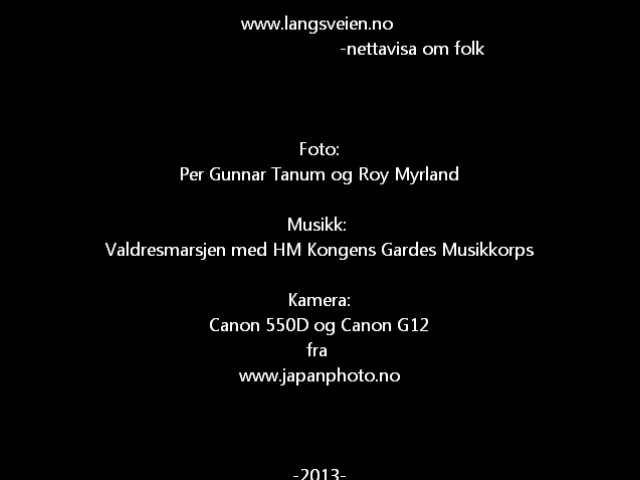 www.langsveien.no
-nettavisa om folk
Foto:
Per Gunnar Tanum og Roy Myrland
Musikk:
Valdresmarsjen med HM Kongens Gardes Musikkorps
Kamera:
Canon 550D og Canon G12
fra
www.japanphoto.no
-2013-